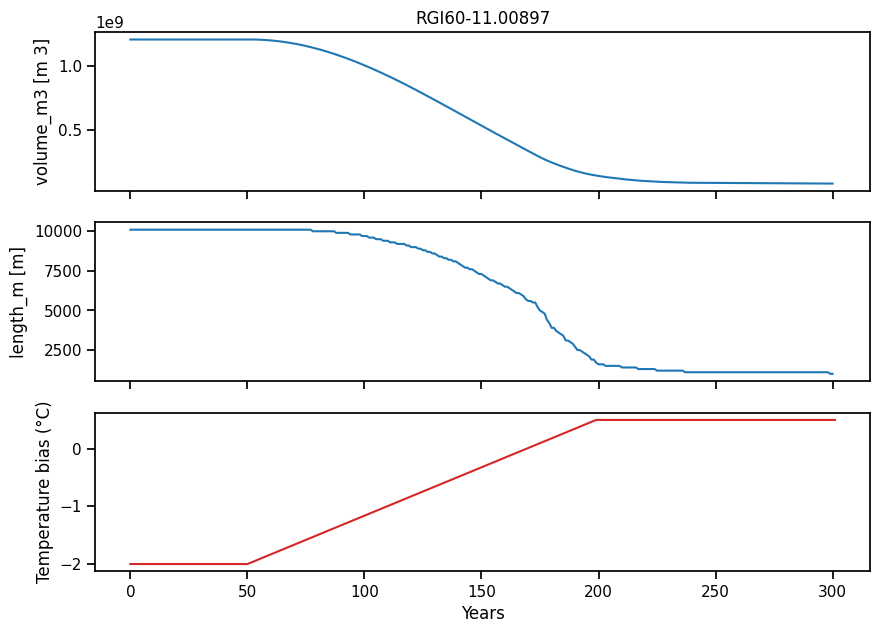 RGI60-11.00897
1e9
volume_m3 [m 3]
1.0
0.5
length_m [m]
10000
7500
5000
2500
Temperature bias (°C)
0
−1
−2
0 50 100 150 200 250 300
Years